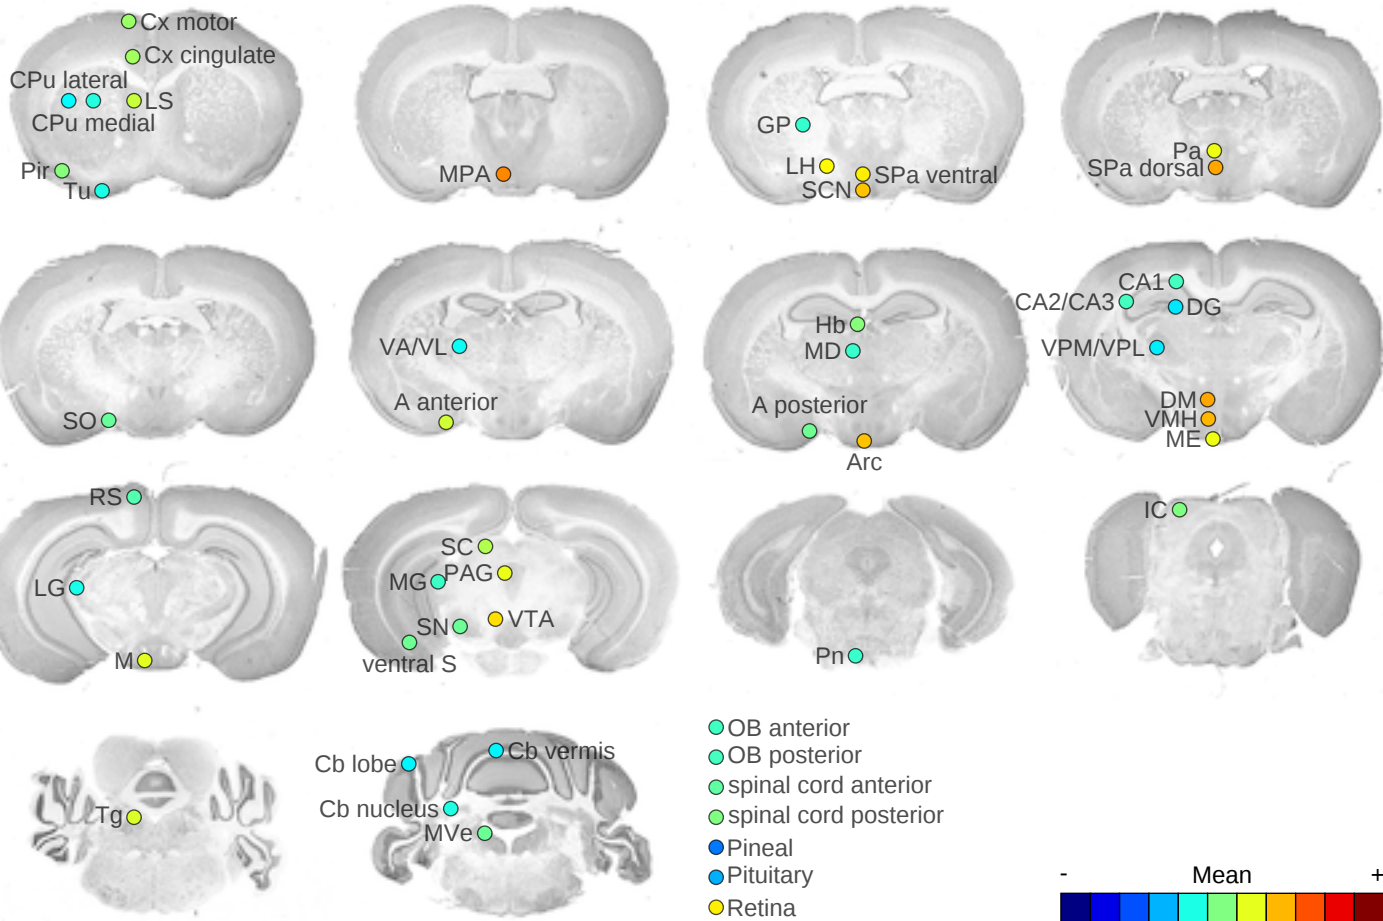 Cx motor
Cx cingulate
CPu lateral
LS
CPu medial
Pir
Tu
MPA
GP
LH
SPa ventral
SCN
Pa
SPa dorsal
SO
VA/VL
A anterior
Hb
MD
A posterior
Arc
CA1
CA2/CA3
DG
VPM/VPL
DM
VMH
ME
RS
LG
M
SC
MG
PAG
SN
VTA
ventral S
Pn
IC
Tg
Cb lobe
Cb vermis
Cb nucleus
MVe
OB anterior
OB posterior
spinal cord anterior
spinal cord posterior
Pineal
Pituitary
Retina
- Mean +